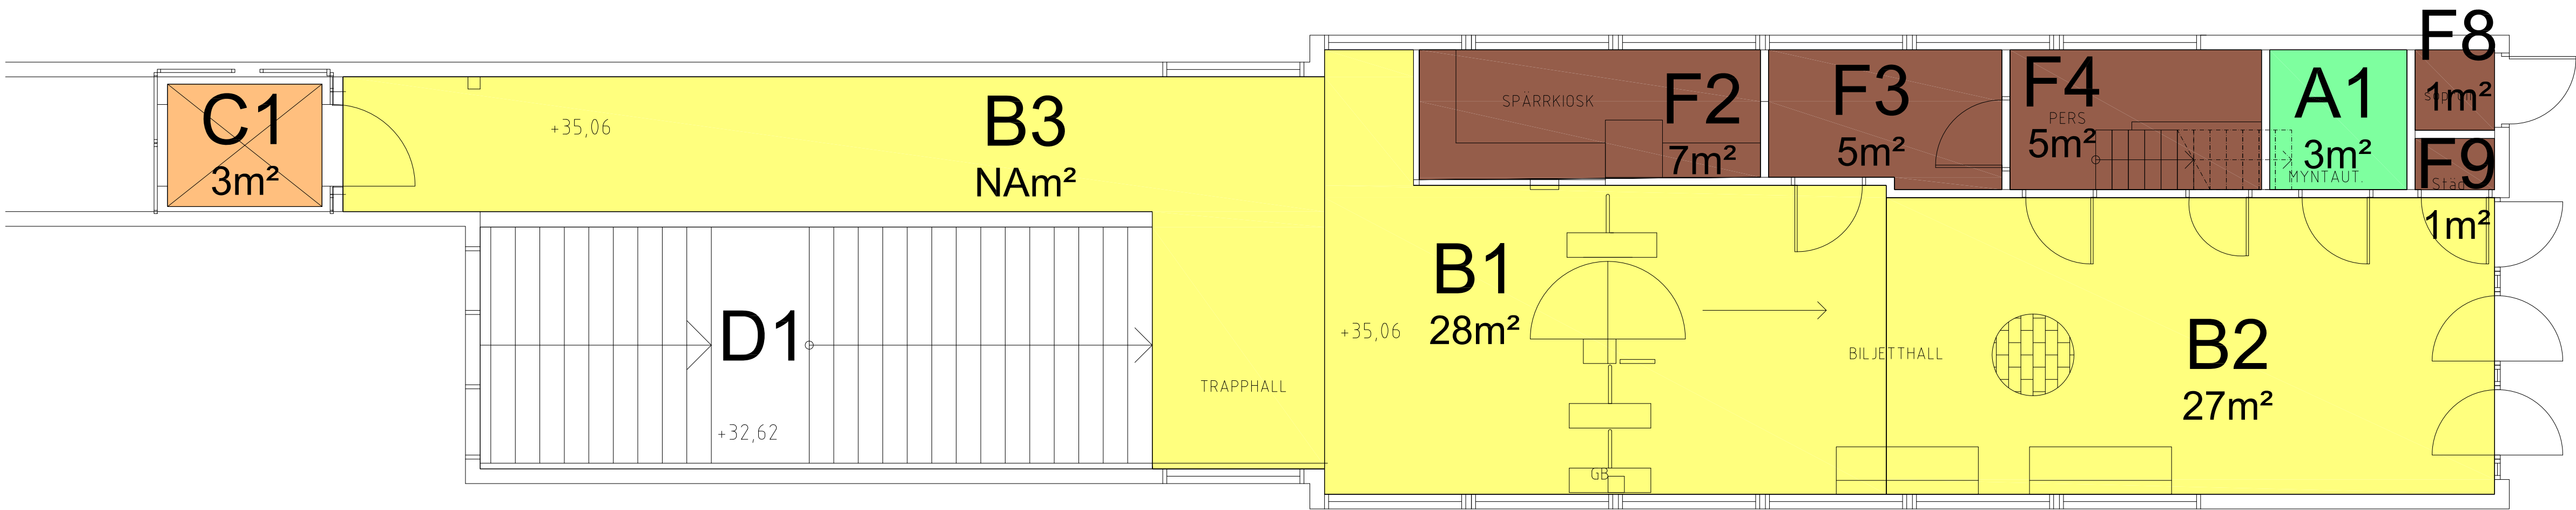 C1
3m²
+35,06
B3
NAm²
D1
+32,62
TRAPPHALL
+35,06
B1
28m²
GB
SPÄRRKIOSK
F2
7m²
F3
5m²
F4
PERS
5m²
A1
3m²
MYNTAUT.
F8
1m²
F9
Städ
1m²
BILJETTHALL
B2
27m²